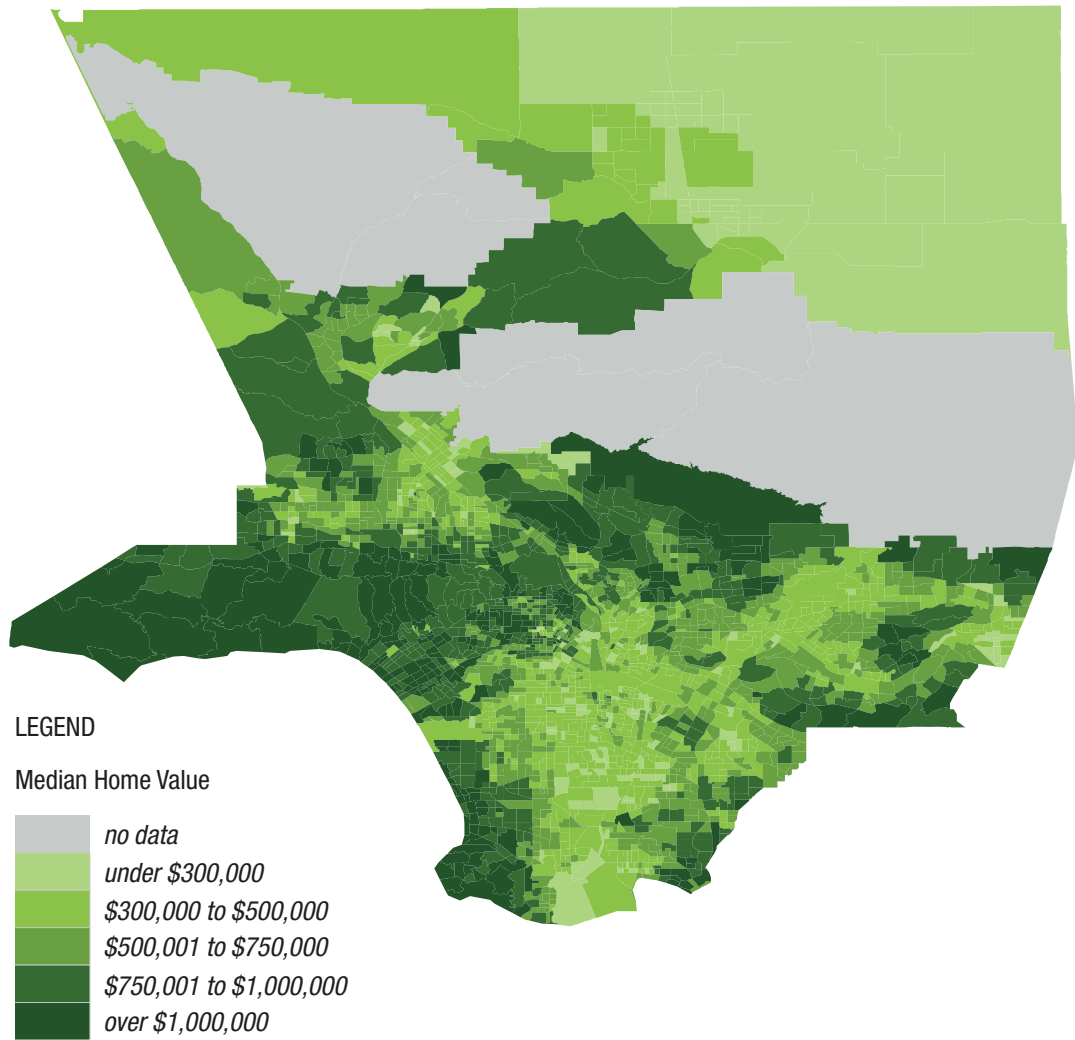 LEGEND
Median Home Value
no data
under $300,000
$300,000 to $500,000
$500,001 to $750,000
$750,001 to $1,000,000
over $1,000,000